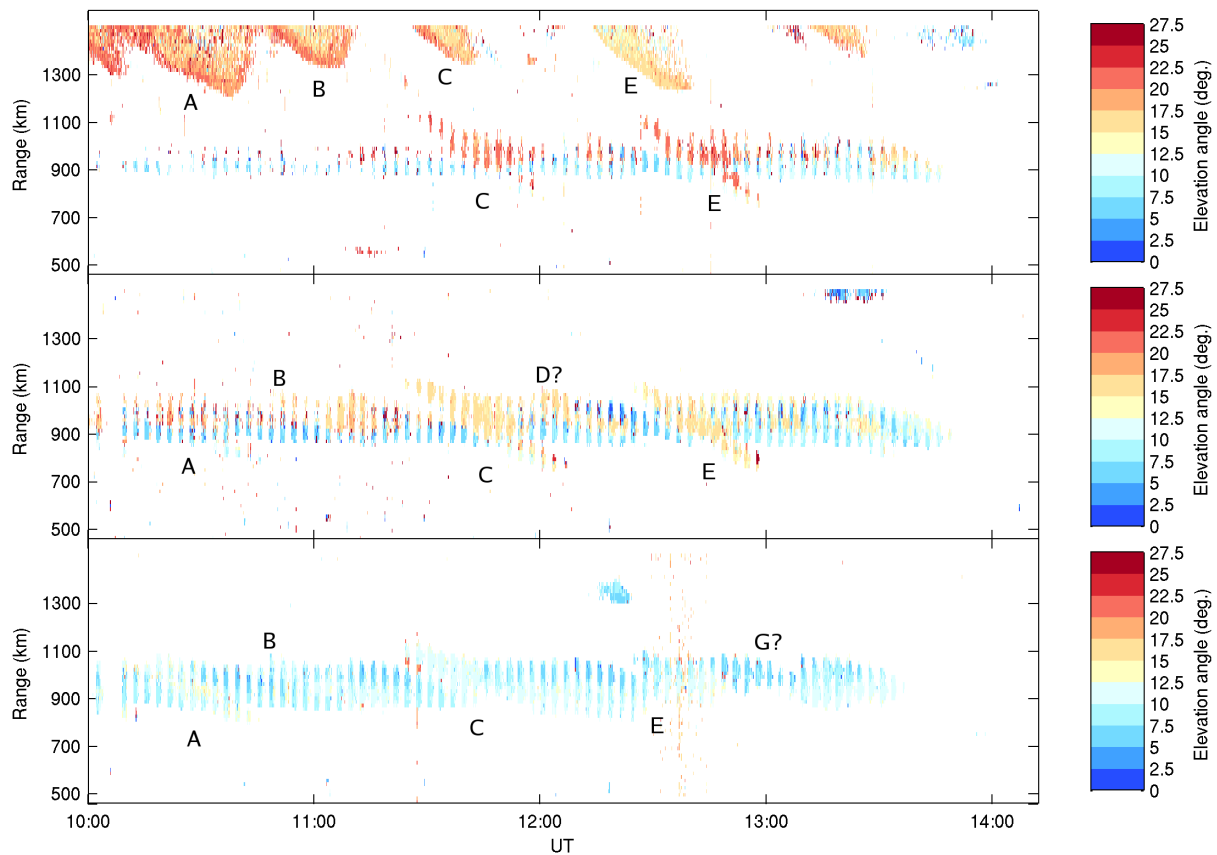 1300
1100
900
700
500
Range (km)
A
B
C
E
C
E
27.5
25
22.5
20
17.5
15
12.5
10
7.5
5
2.5
0
Elevation angle (deg.)
1300
1100
900
700
500
Range (km)
B
D?
A
C
E
27.5
25
22.5
20
17.5
15
12.5
10
7.5
5
2.5
0
Elevation angle (deg.)
1300
1100
900
700
500
Range (km)
B
G?
A
C
E
27.5
25
22.5
20
17.5
15
12.5
10
7.5
5
2.5
0
Elevation angle (deg.)
10:00 11:00 12:00 13:00 14:00
UT